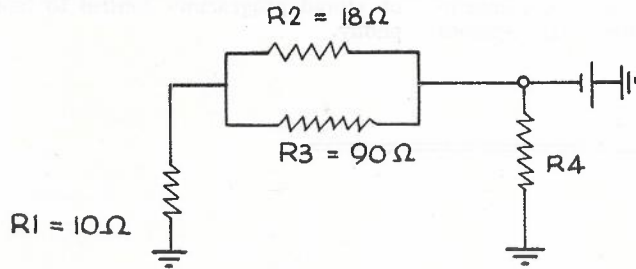 R2 = 18Ω
R3 = 90Ω
R4
R1 = 10Ω